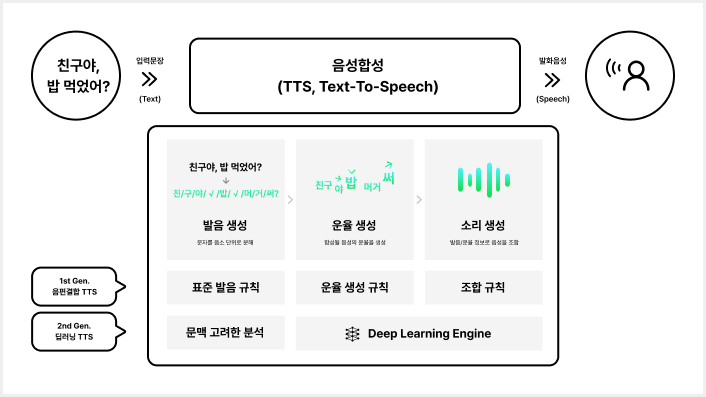 친구야,
밥 먹었어?
입력문장
(Text)
음성합성
(TTS, Text-To-Speech)
발화음성
(Speech)
친구야, 밥 먹었어?
친/구/야/ √ /밥/ √ /머/거/써?
발음 생성
문자를 음소 단위로 분해
친구 야 밥 머거 써
운율 생성
합성될 음성의 운율을 생성
소리 생성
발음/운율 정보로 음성을 조합
1st Gen.
음편결합 TTS
표준 발음 규칙
운율 생성 규칙
조합 규칙
2nd Gen.
딥러닝 TTS
문맥 고려한 분석
Deep Learning Engine